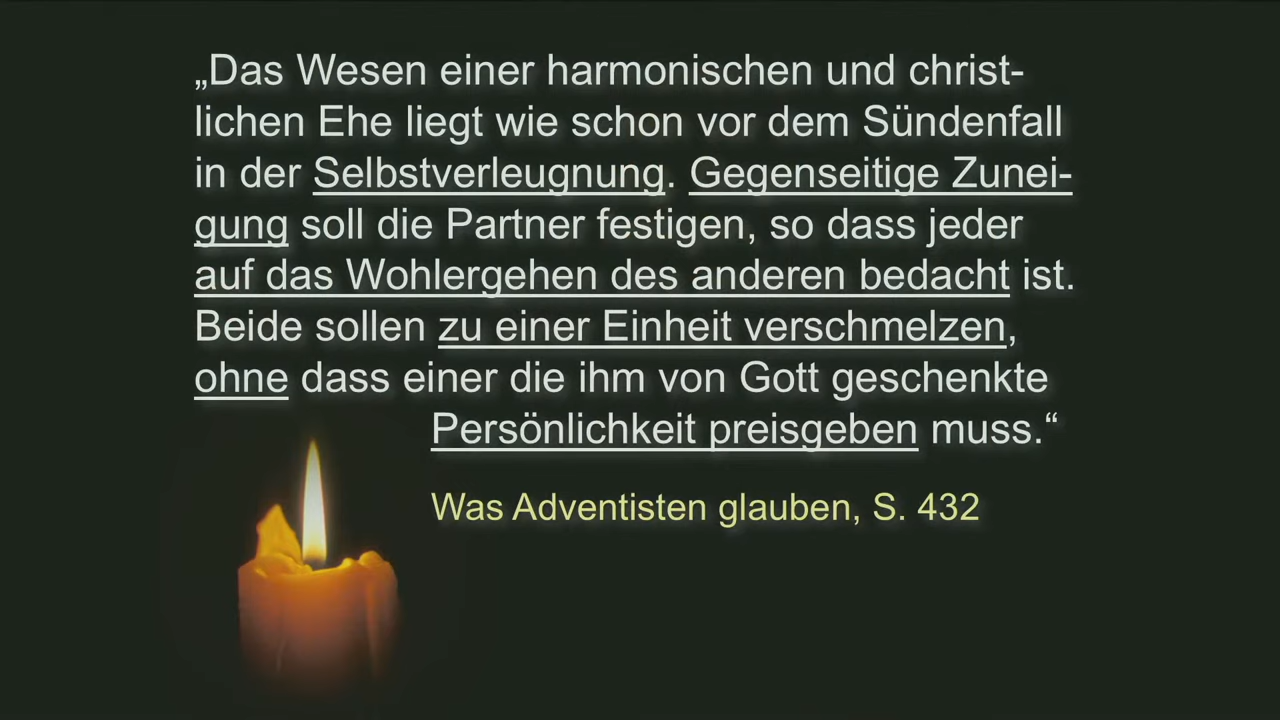 „Das Wesen einer harmonischen und christ-
lichen Ehe liegt wie schon vor dem Sündenfall
in der Selbstverleugnung. Gegenseitige Zunei-
gung soll die Partner festigen, so dass jeder
auf das Wohlergehen des anderen bedacht ist.
Beide sollen zu einer Einheit verschmelzen,
ohne dass einer die ihm von Gott geschenkte
Persönlichkeit preisgeben muss.“
Was Adventisten glauben, S. 432